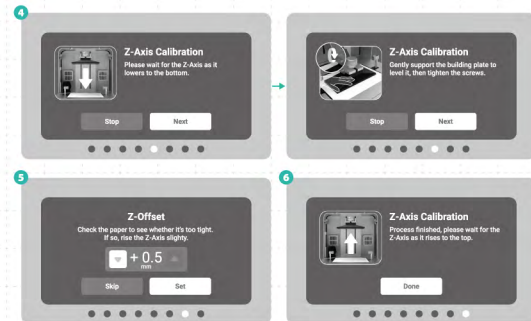 4
Z-Axis Calibration
Please wait for the Z-Axis as it
lowers to the bottom.
Stop
Next
Z-Axis Calibration
Gently support the building plate to
level it, then tighten the screws.
Stop
Next
5
Z-Offset
Check the paper to see whether it's too tight.
If so, rise the Z-Axis slighty.
+ 0.5
mm
Skip
Set
6
Z-Axis Calibration
Process finished, please wait for the
Z-Axis as it rises to the top.
Done